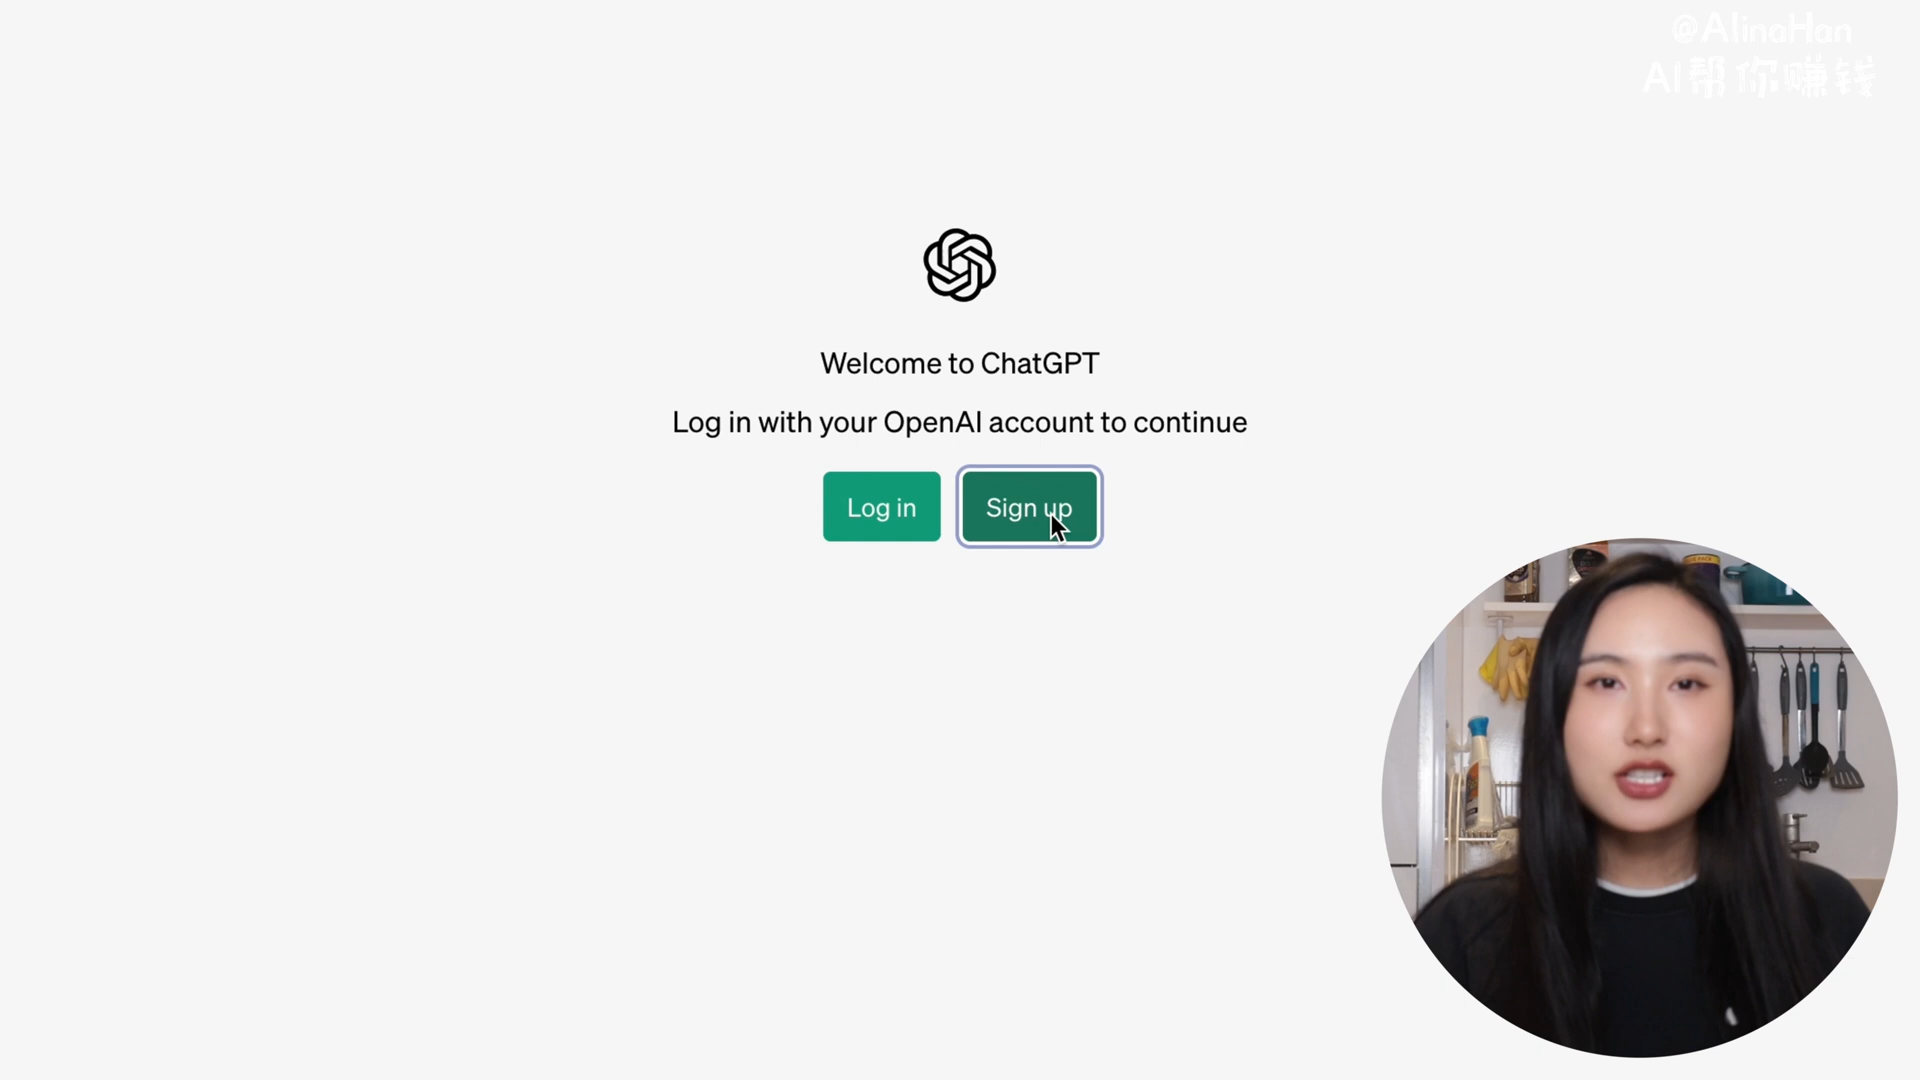 @AlinaHan
AI帮你赚钱
Welcome to ChatGPT
Log in with your OpenAI account to continue
Log in
Sign up